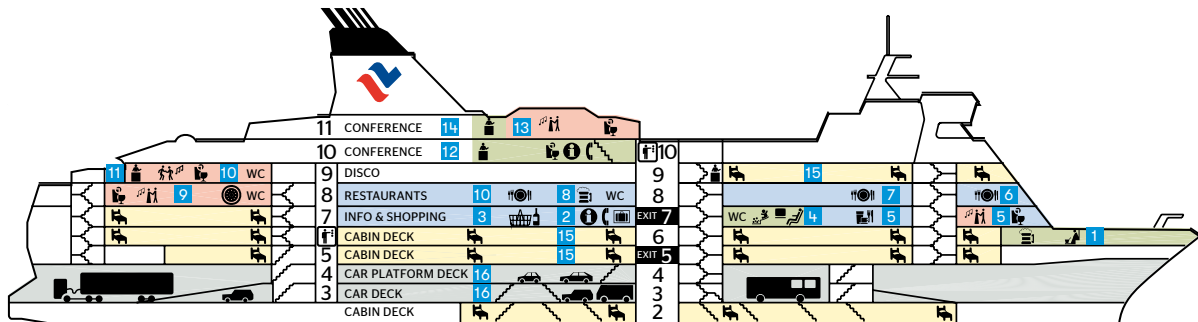 11 CONFERENCE 14 13
10 CONFERENCE 12 10
11 10 WC 9 DISCO 9 15
9 WC 8 RESTAURANTS 10 8 WC 8 7 6
7 INFO & SHOPPING 3 2 EXIT 7 WC 4 5 5
CABIN DECK 15 6 1
5 CABIN DECK 15 EXIT 5
4 CAR PLATFORM DECK 16 4
3 CAR DECK 16 3
CABIN DECK 2